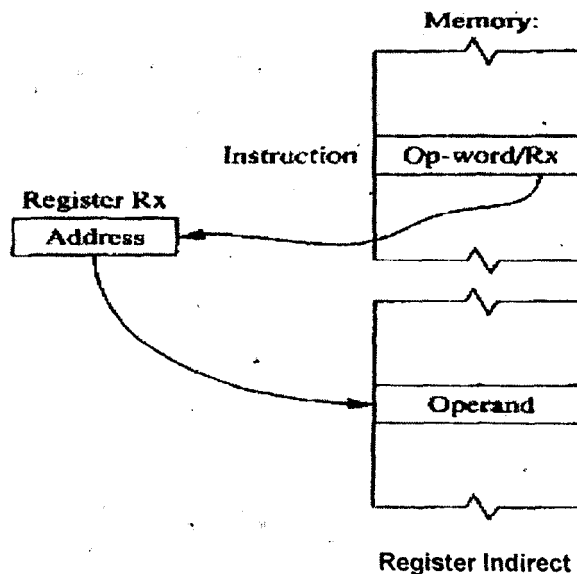 Memory:
Instruction
Op-word/Rx
Register Rx
Address
Operand
Register Indirect